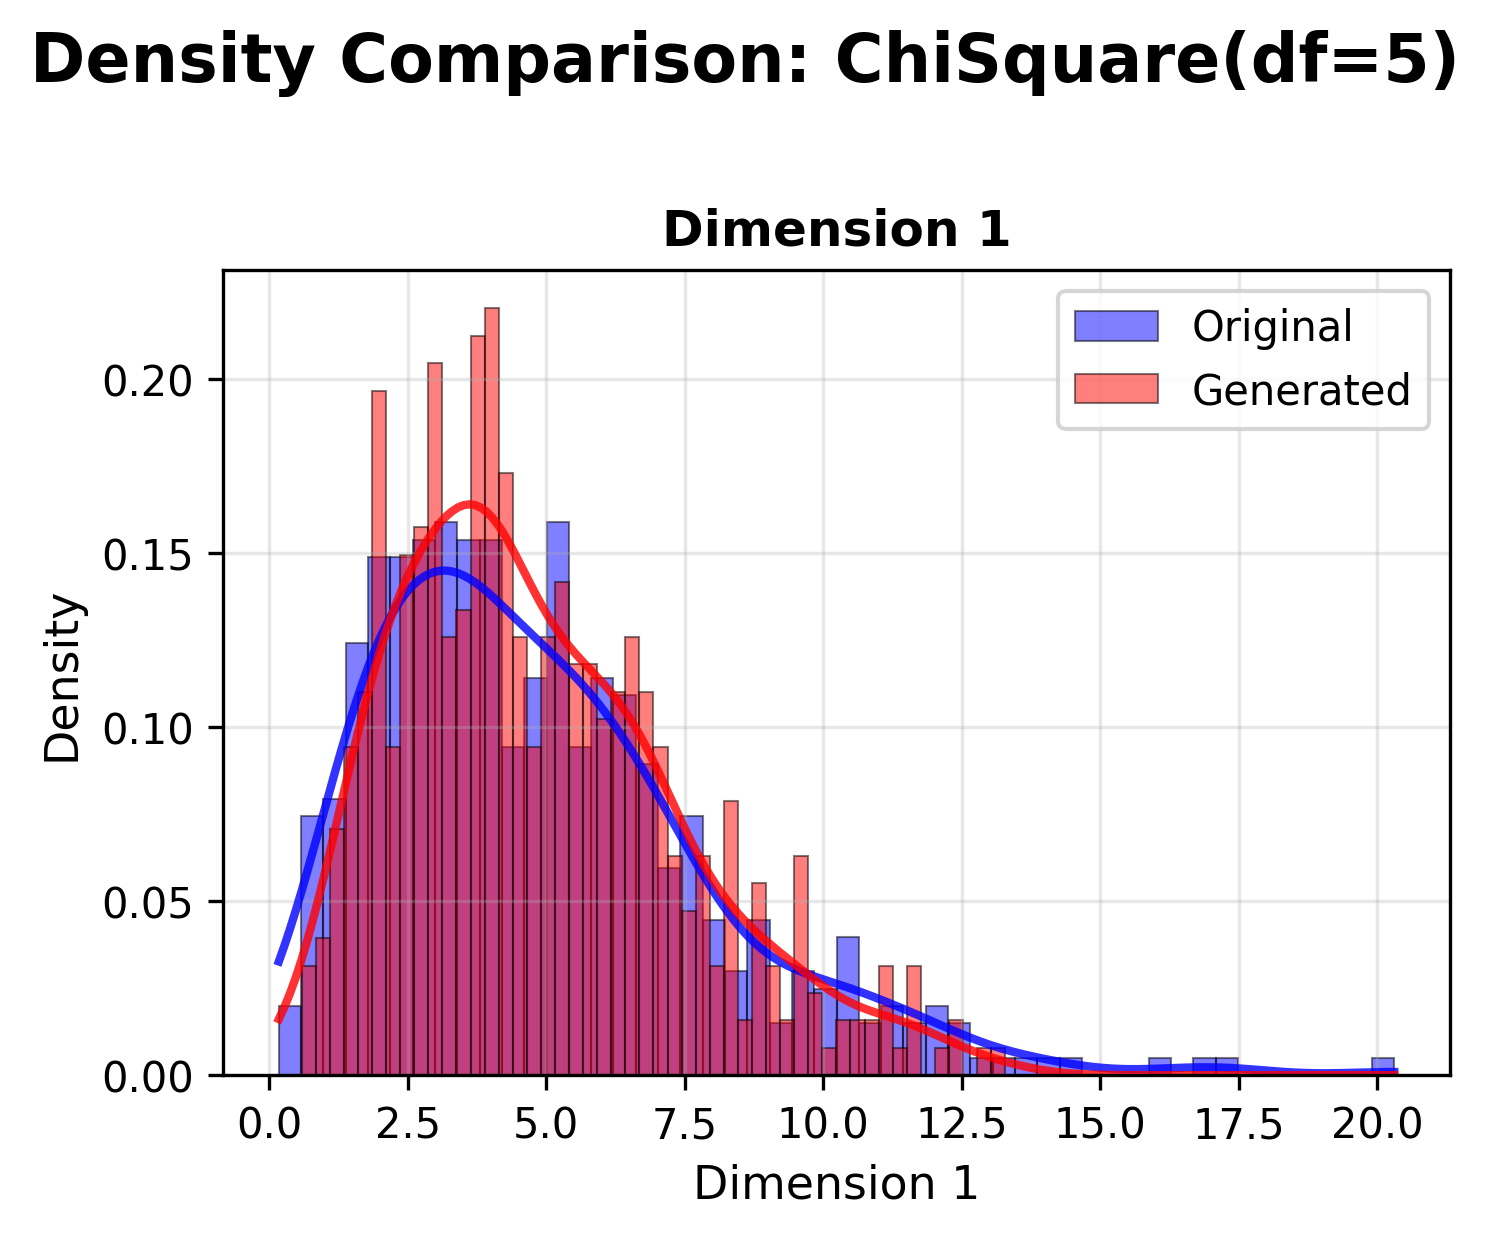 Density Comparison: ChiSquare(df=5)
Dimension 1
Original
Generated
Density
0.20
0.15
0.10
0.05
0.00
0.0 2.5 5.0 7.5 10.0 12.5 15.0 17.5 20.0
Dimension 1